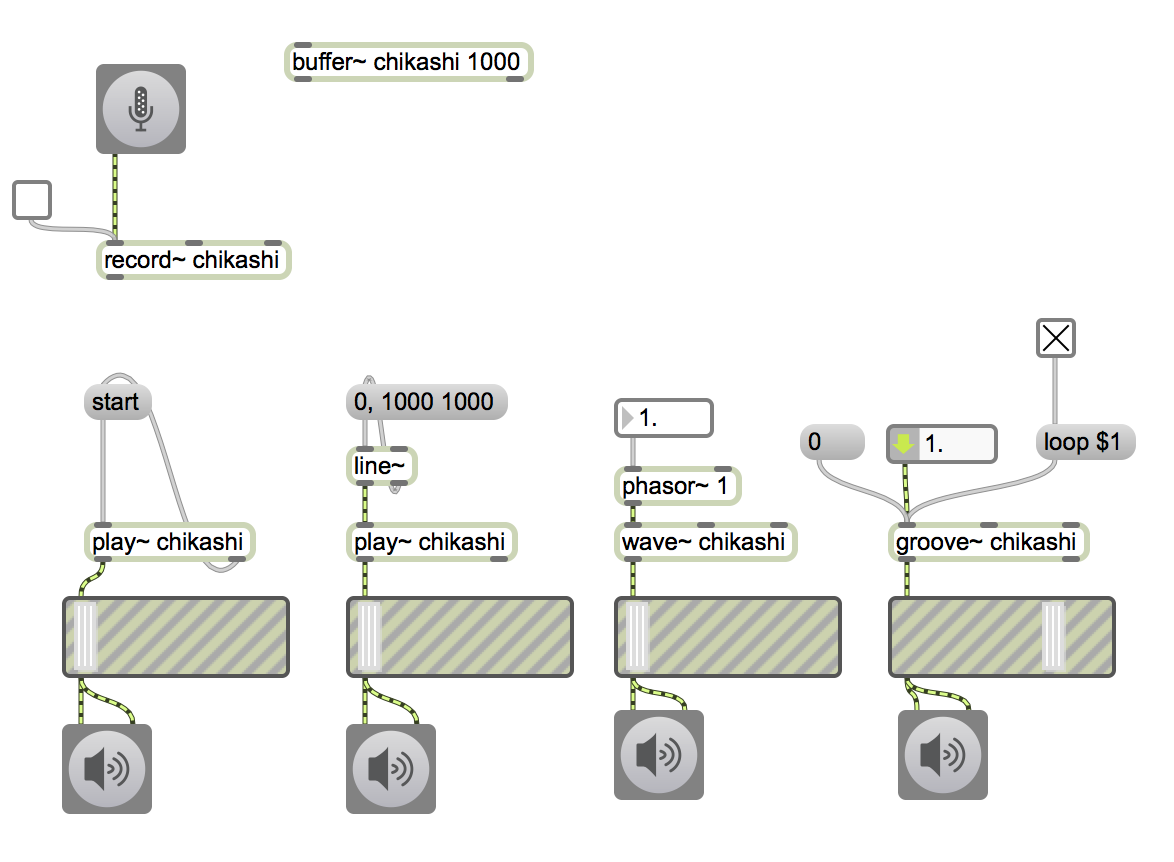 buffer~ chikashi 1000
record~ chikashi
start
0, 1000 1000
1.
0
1.
loop $1
line~
phasor~ 1
play~ chikashi
play~ chikashi
wave~ chikashi
groove~ chikashi